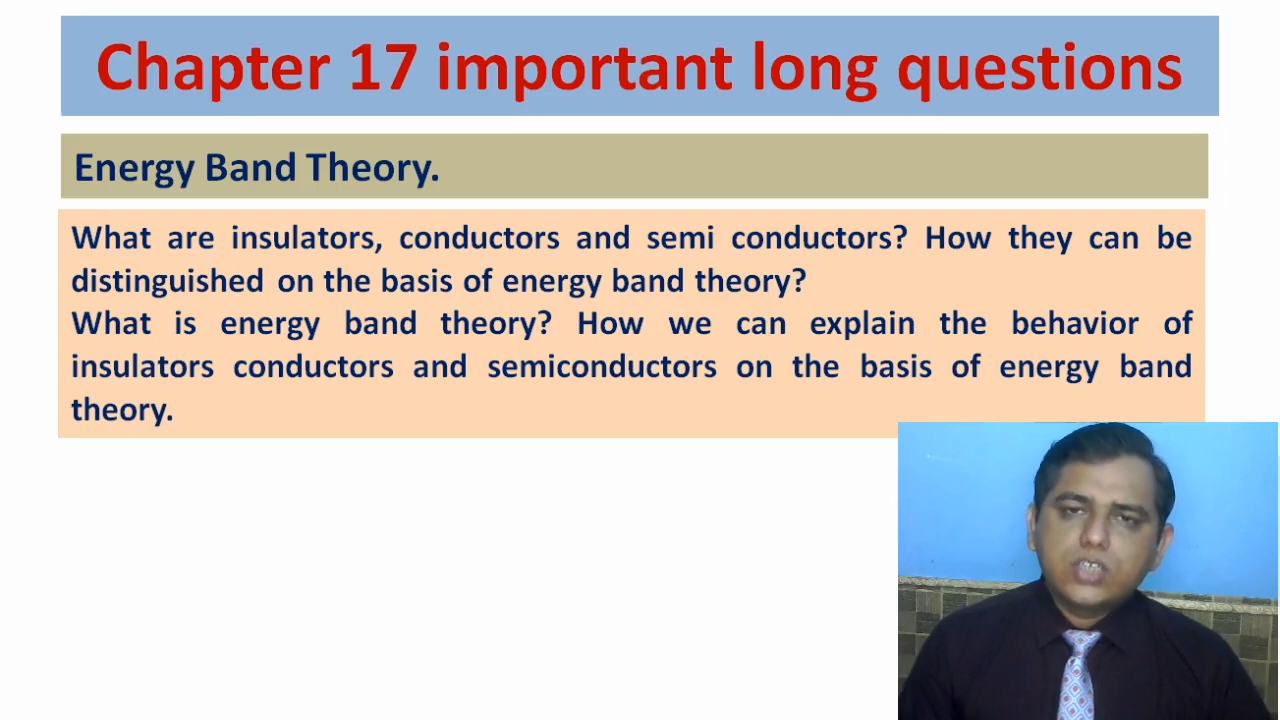 Chapter 17 important long questions
Energy Band Theory.
What are insulators, conductors and semi conductors? How they can be
distinguished on the basis of energy band theory?
What is energy band theory? How we can explain the behavior of
insulators conductors and semiconductors on the basis of energy band
theory.